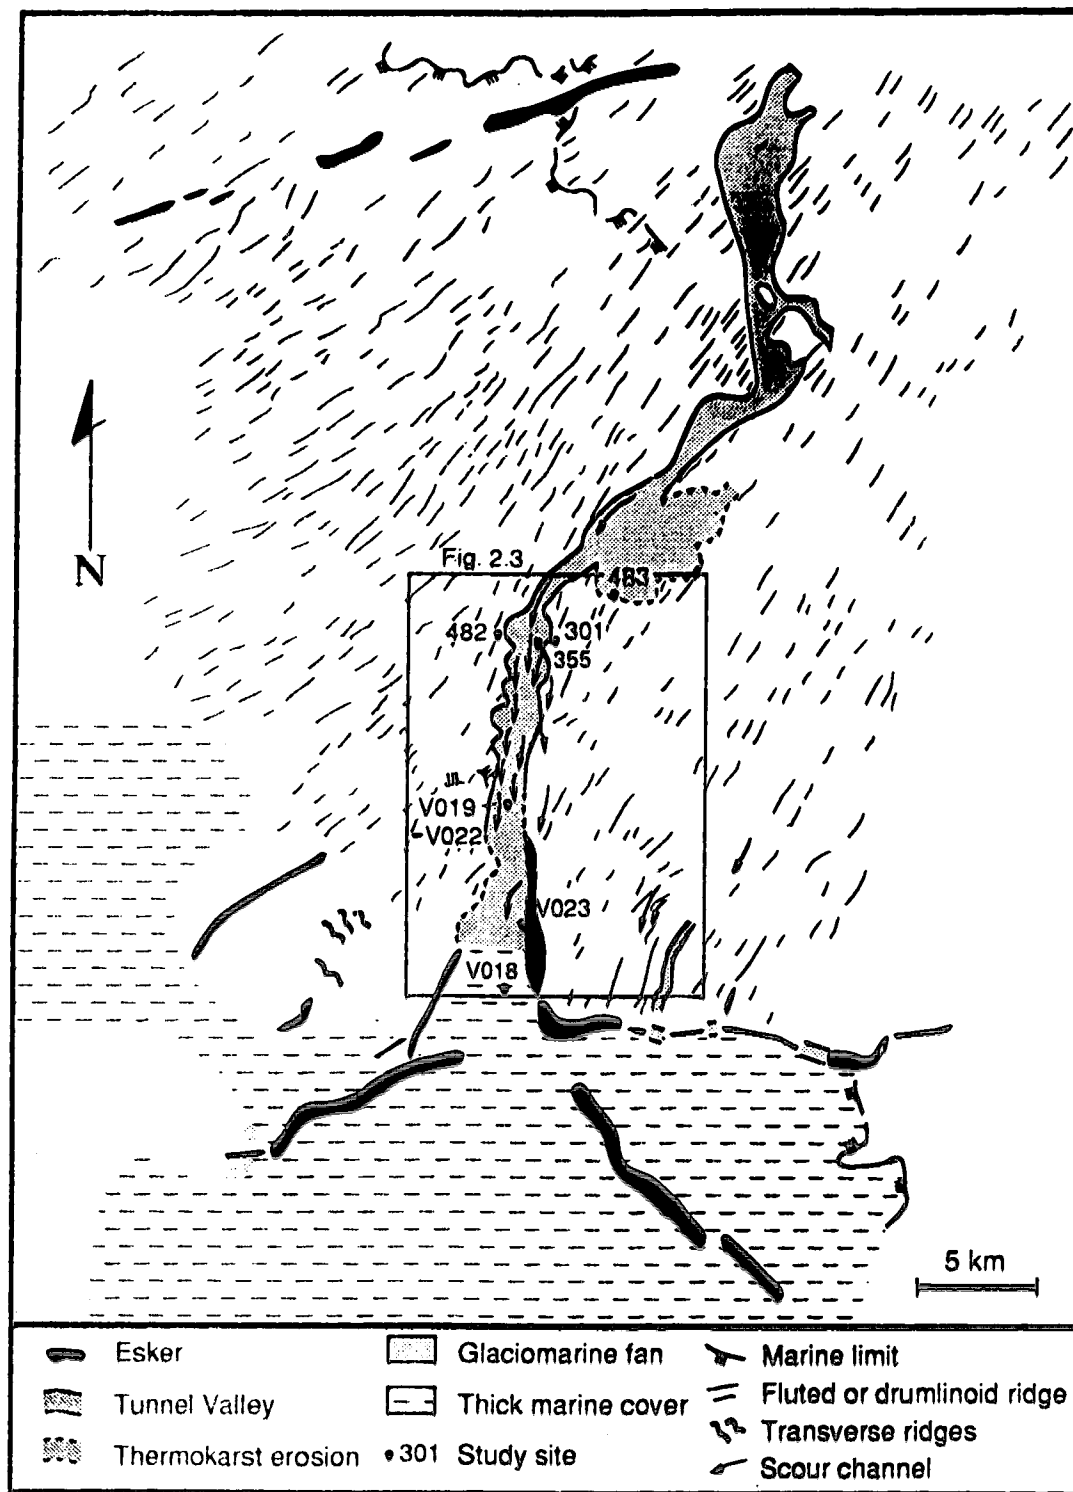 N
Fig. 2.3
483
482
301
355
V019
V022
V023
V018
5 km
Esker
Glaciomarine fan
Marine limit
Tunnel Valley
Thick marine cover
Fluted or drumlinoid ridge
Thermokarst erosion
301 Study site
Transverse ridges
Scour channel